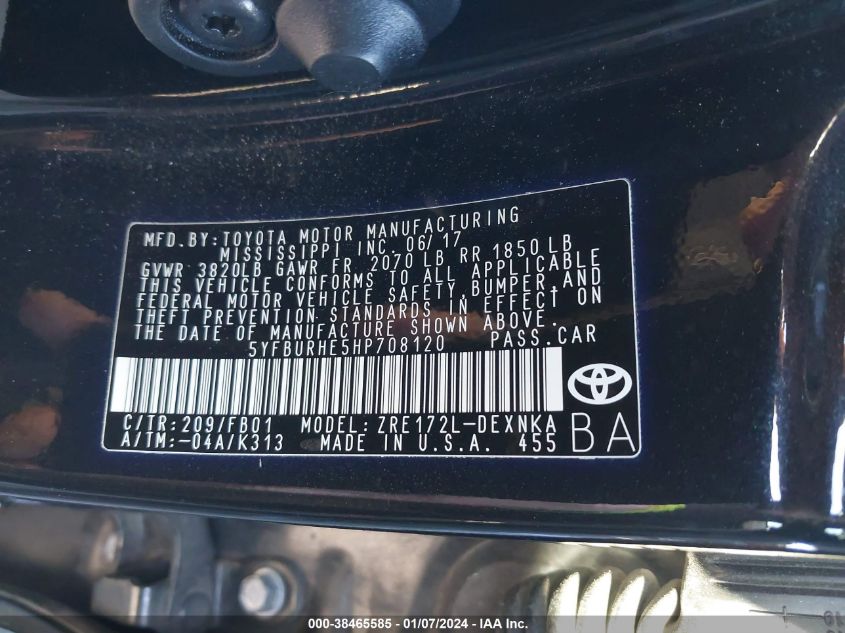 MFD.BY:TOYOTA MOTOR MANUFACTURING
MISSISSIPPI INC. 06/17
GVWR 3820LB GAWR FR 2070 LB RR 1850 LB
THIS VEHICLE CONFORMS TO ALL APPLICABLE
FEDERAL MOTOR VEHICLE SAFETY,BUMPER,AND
THEFT PREVENTION STANDARDS IN EFFECT ON
THE DATE OF MANUFACTURE SHOWN ABOVE.
5YFBURHE5HP708120 PASS.CAR
C/TR:209/FB01 MODEL:ZRE172L-DEXNKA
A/TM:-04A/K313 MADE IN U.S.A. 455
BA
000-38465585 - 01/07/2024 - IAA Inc.